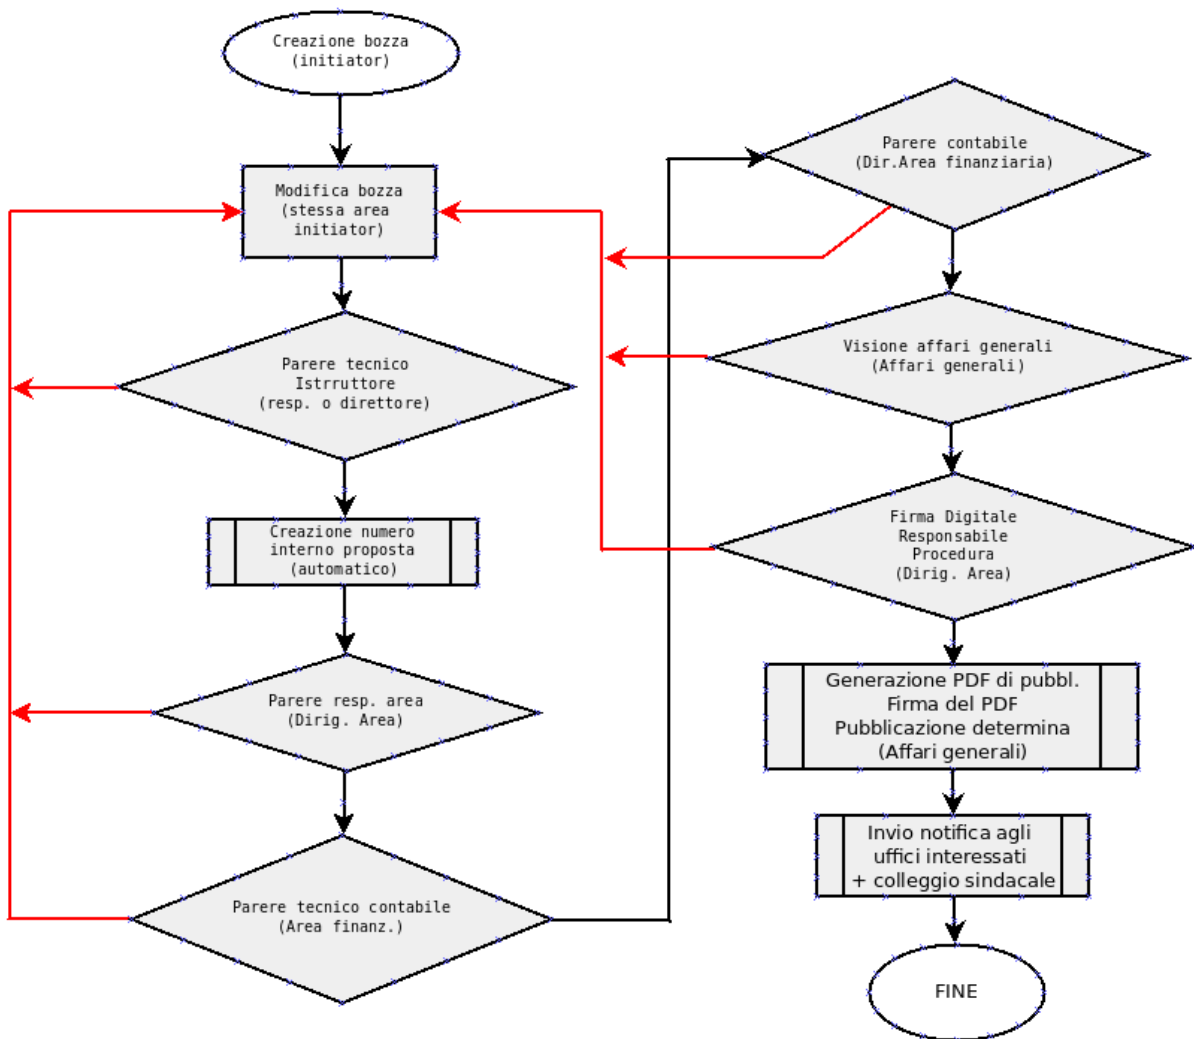 Creazione bozza
(initiator)
Modifica bozza
(stessa area
initiator)
Parere tecnico
Istrruttore
(resp. o direttore)
Creazione numero
interno proposta
(automatico)
Parere resp. area
(Dirig. Area)
Parere tecnico contabile
(Area finanz.)
Parere contabile
(Dir.Area finanziaria)
Visione affari generali
(Affari generali)
Firma Digitale
Responsabile
Procedura
(Dirig. Area)
Generazione PDF di pubbl.
Firma del PDF
Pubblicazione determina
(Affari generali)
Invio notifica agli
uffici interessati
+ colleggio sindacale
FINE